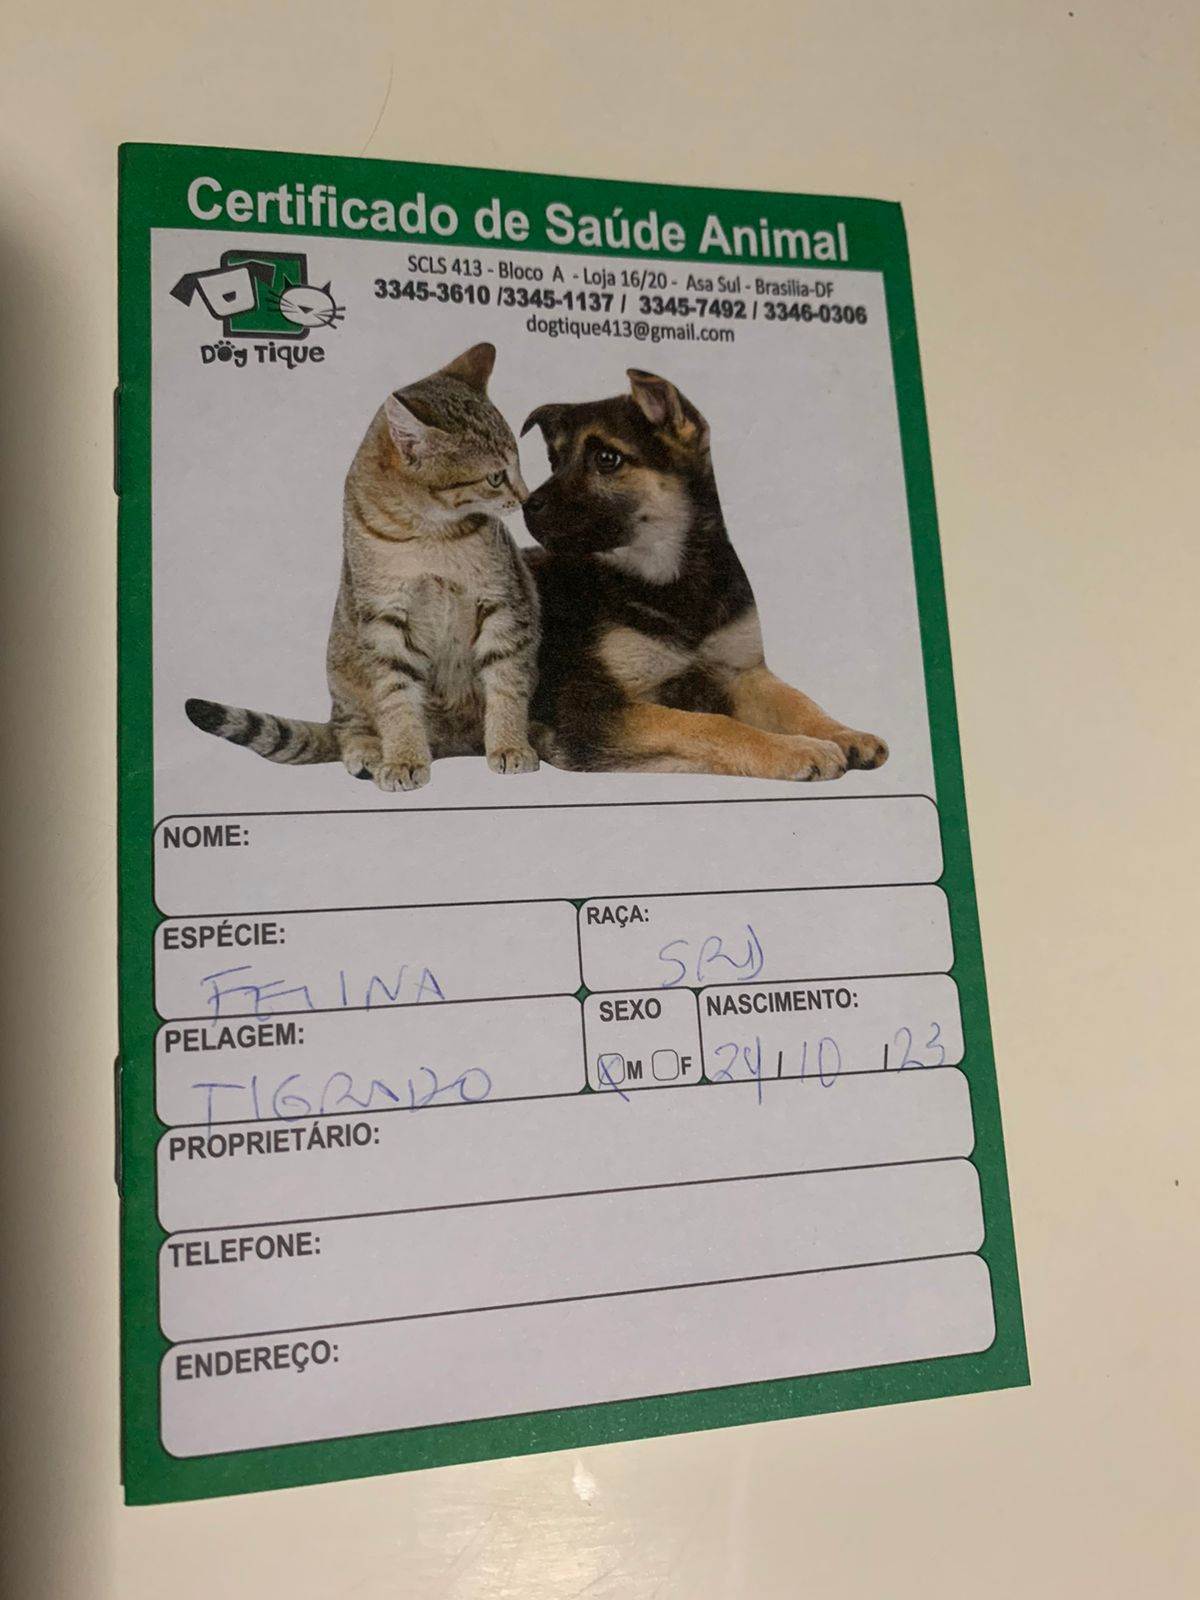 Certificado de Saúde Animal
SCLS 413 - Bloco A - Loja 16/20 - Asa Sul - Brasilia-DF
3345-3610 /3345-1137 / 3345-7492 / 3346-0306
dogtique413@gmail.com
Dog Tique
NOME:
ESPÉCIE: FELINA
RAÇA: SRD
PELAGEM: TIGRADO
SEXO
M F
NASCIMENTO: 24/10/23
PROPRIETÁRIO:
TELEFONE:
ENDEREÇO: